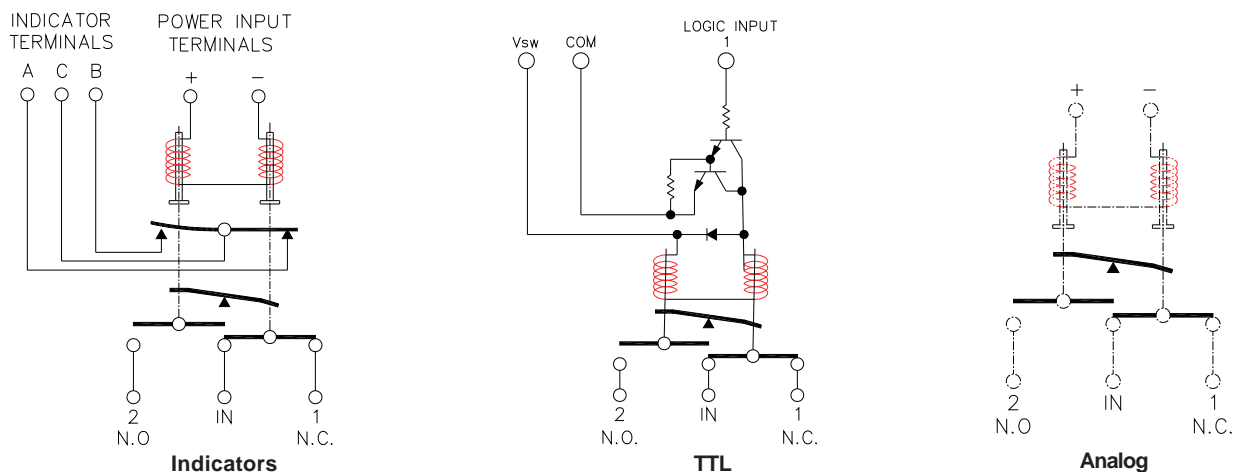 INDICATOR
TERMINALS
A C B
POWER INPUT
TERMINALS
+ −
2
N.O
IN
1
N.C.
Indicators
Vsw COM
LOGIC INPUT
1
2
N.O.
IN
1
N.C.
TTL
+ −
2
N.O
IN
1
N.C.
Analog